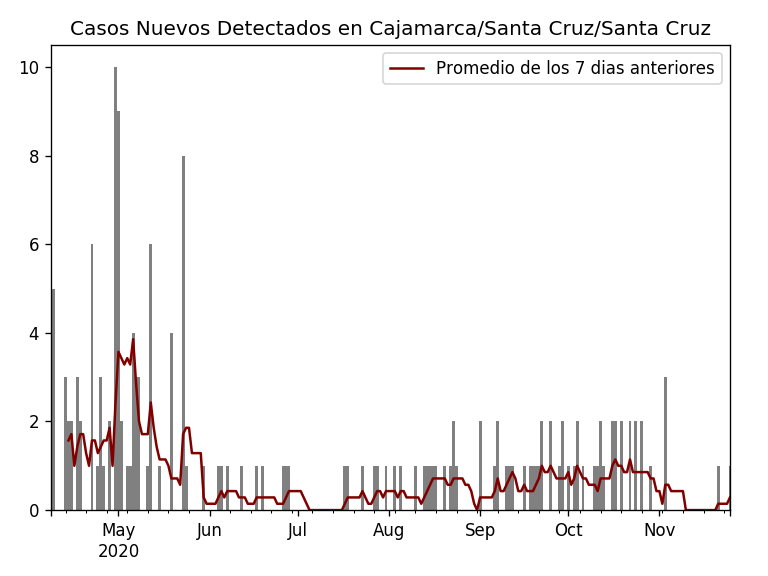 Casos Nuevos Detectados en Cajamarca/Santa Cruz/Santa Cruz
Promedio de los 7 dias anteriores
10
8
6
4
2
0
May Jun Jul Aug Sep Oct Nov
2020